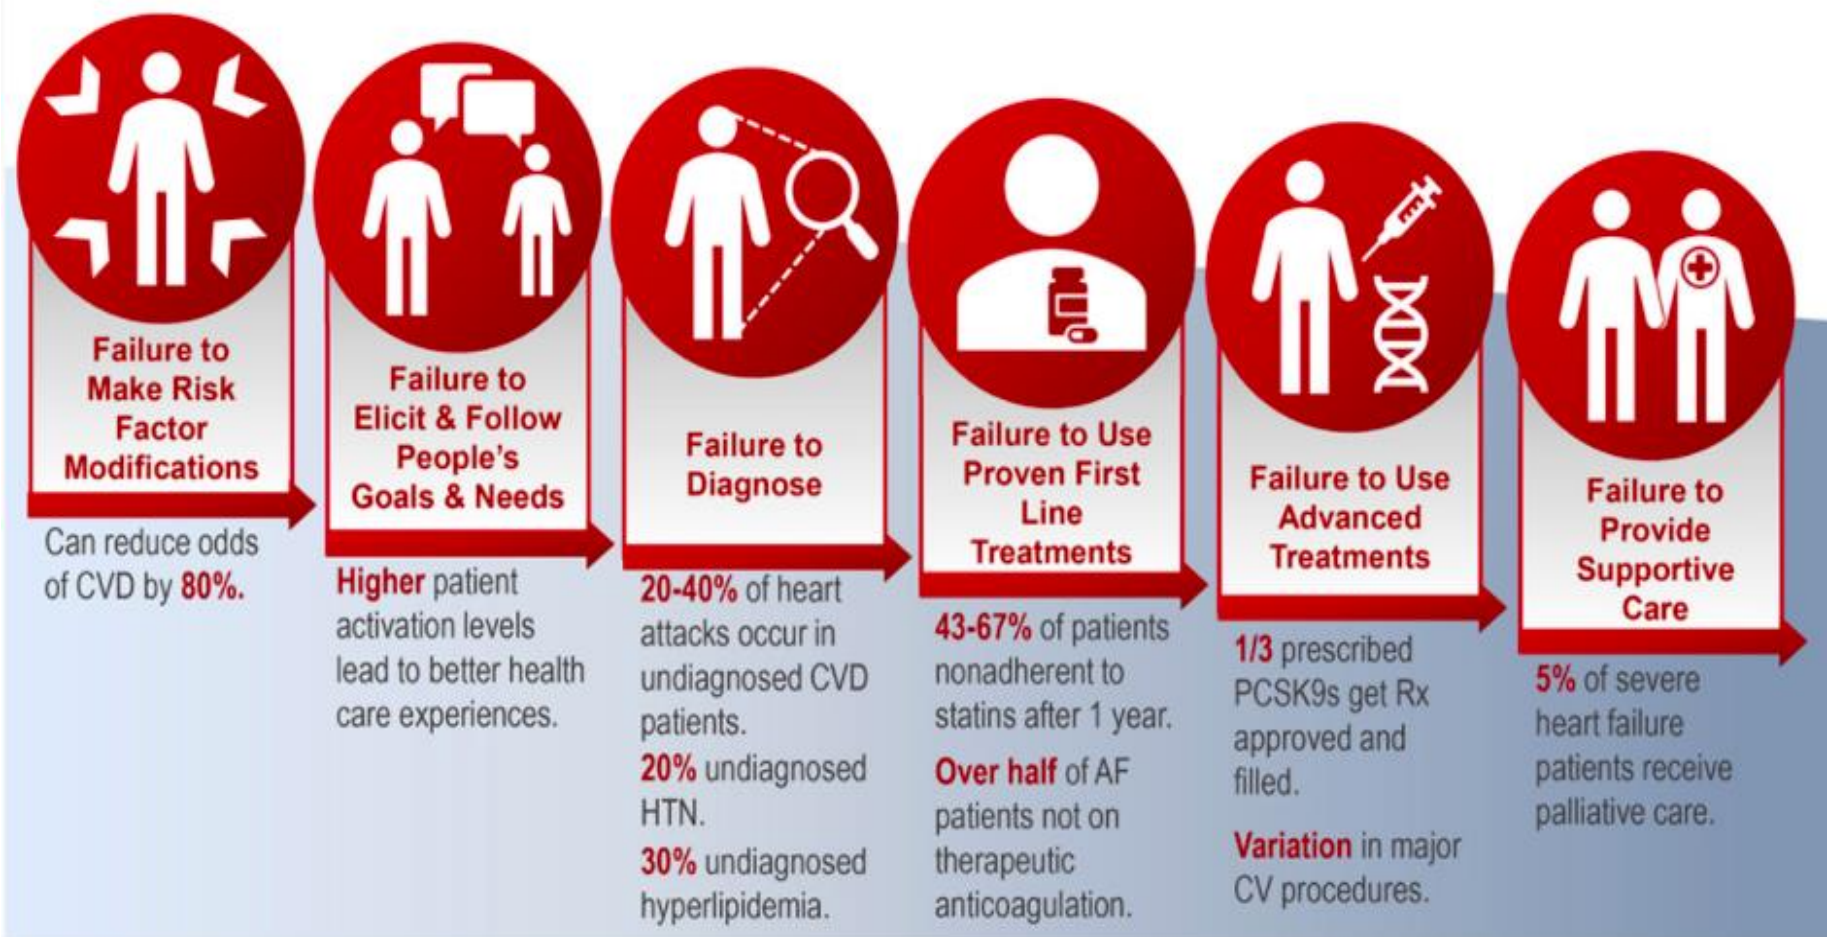 Failure to
Make Risk
Factor
Modifications
Can reduce odds
of CVD by 80%.
Failure to
Elicit & Follow
People's
Goals & Needs
Higher patient
activation levels
lead to better health
care experiences.
Failure to
Diagnose
20-40% of heart
attacks occur in
undiagnosed CVD
patients.
20% undiagnosed
HTN.
30% undiagnosed
hyperlipidemia.
Failure to Use
Proven First
Line
Treatments
43-67% of patients
nonadherent to
statins after 1 year.
Over half of AF
patients not on
therapeutic
anticoagulation.
Failure to Use
Advanced
Treatments
1/3 prescribed
PCSK9s get Rx
approved and
filled.
Variation in major
CV procedures.
Failure to
Provide
Supportive
Care
5% of severe
heart failure
patients receive
palliative care.